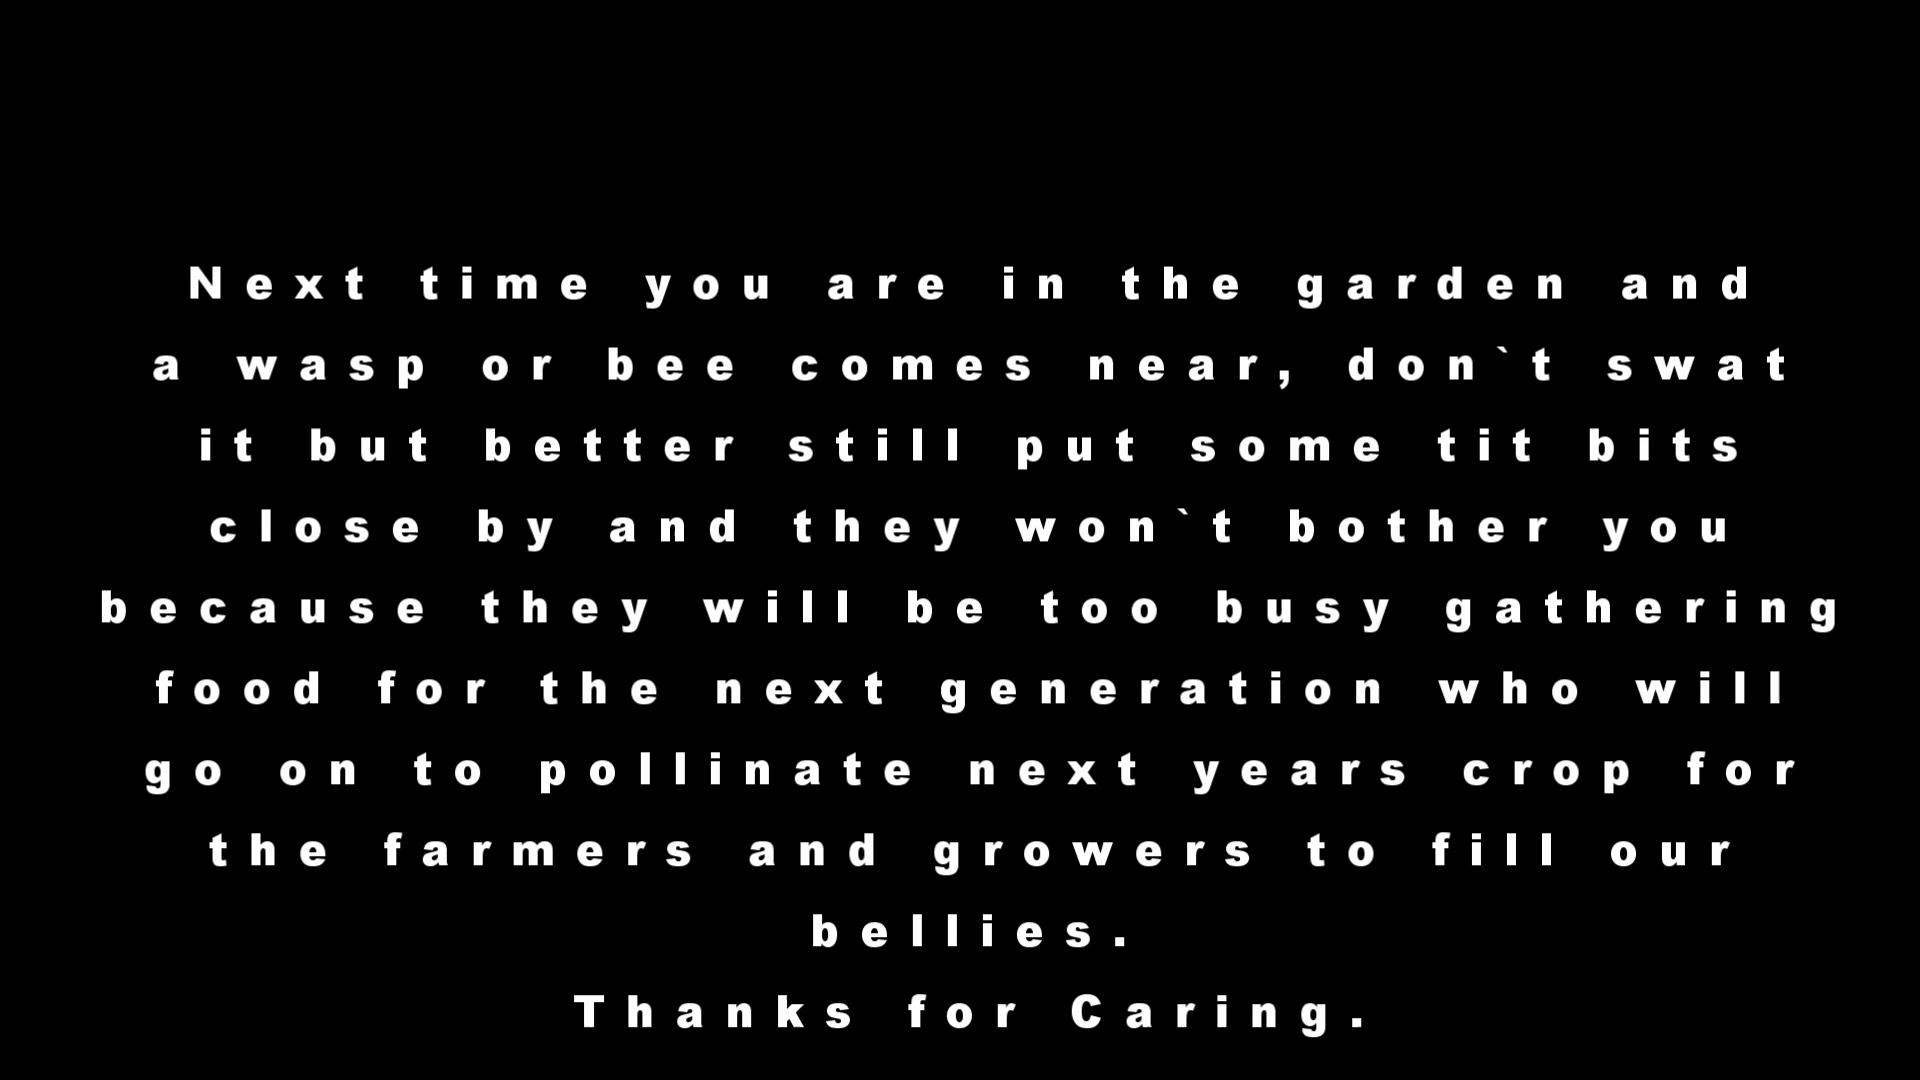 Next time you are in the garden and
a wasp or bee comes near, don`t swat
it but better still put some tit bits
close by and they won`t bother you
because they will be too busy gathering
food for the next generation who will
go on to pollinate next years crop for
the farmers and growers to fill our
bellies.
Thanks for Caring.